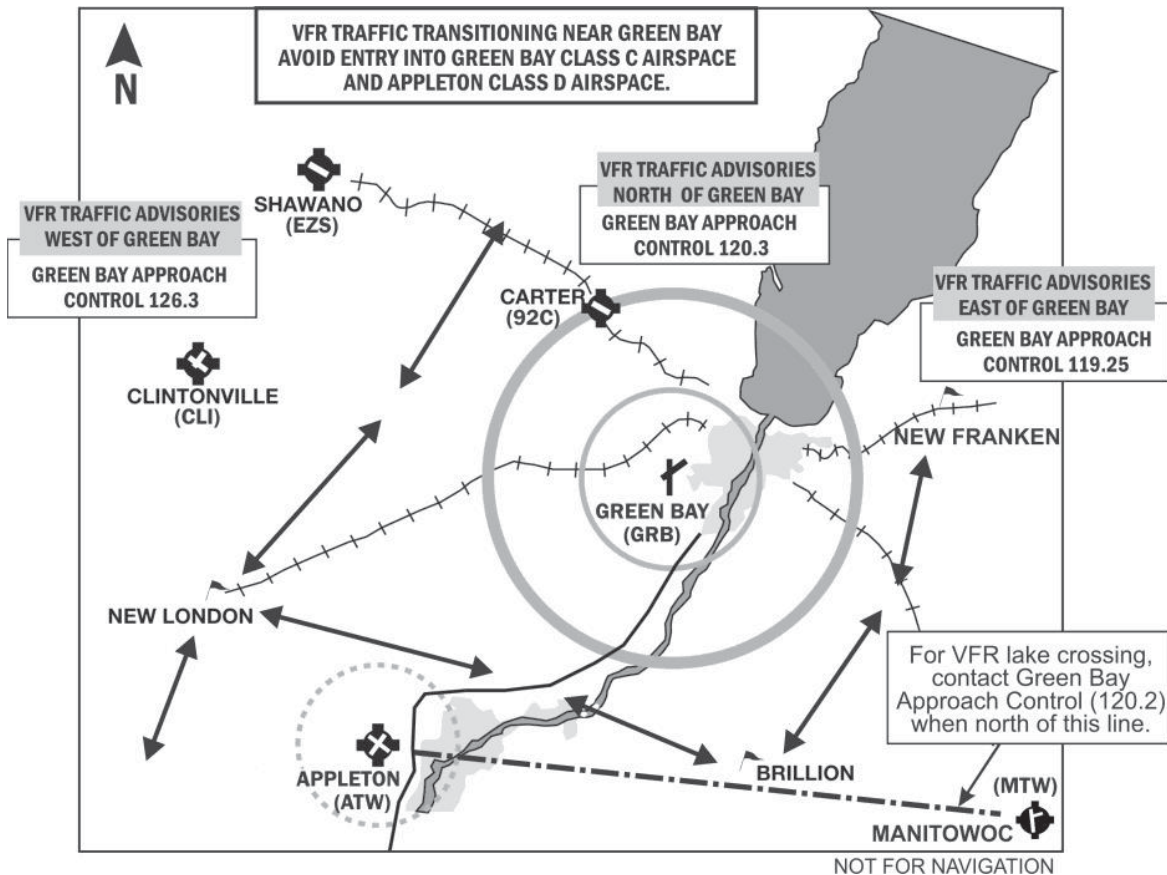 VFR TRAFFIC TRANSITIONING NEAR GREEN BAY
AVOID ENTRY INTO GREEN BAY CLASS C AIRSPACE
AND APPLETON CLASS D AIRSPACE.
N
SHAWANO
(EZS)
VFR TRAFFIC ADVISORIES
NORTH OF GREEN BAY
GREEN BAY APPROACH
CONTROL 120.3
VFR TRAFFIC ADVISORIES
WEST OF GREEN BAY
GREEN BAY APPROACH
CONTROL 126.3
VFR TRAFFIC ADVISORIES
EAST OF GREEN BAY
GREEN BAY APPROACH
CONTROL 119.25
CARTER
(92C)
CLINTONVILLE
(CLI)
NEW FRANKEN
GREEN BAY
(GRB)
NEW LONDON
For VFR lake crossing,
contact Green Bay
Approach Control (120.2)
when north of this line.
APPLETON
(ATW)
BRILLION
(MTW)
MANITOWOC
NOT FOR NAVIGATION